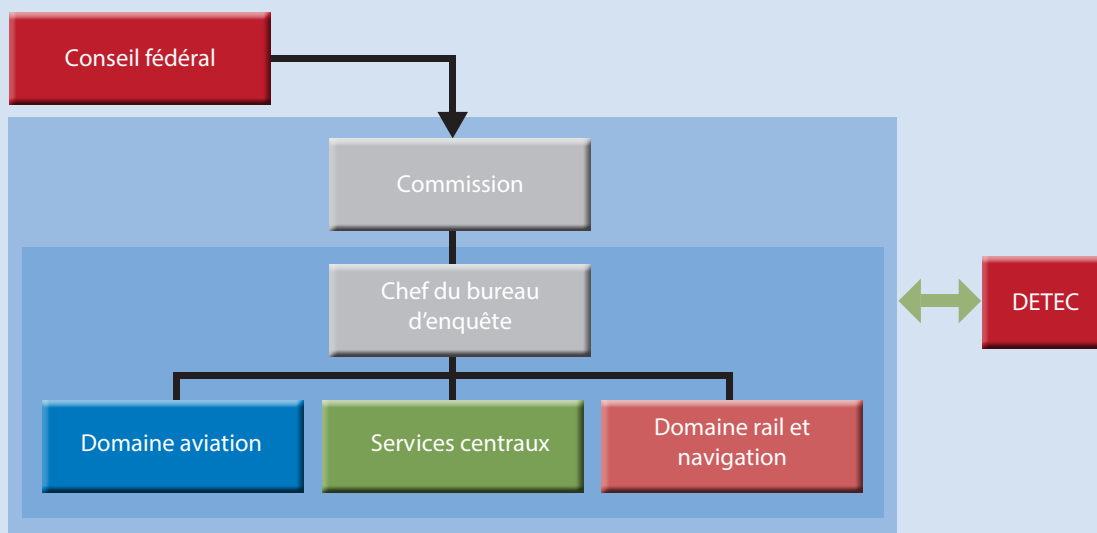 Conseil fédéral
Commission
Chef du bureau
d'enquête
DETEC
Domaine aviation
Services centraux
Domaine rail et
navigation